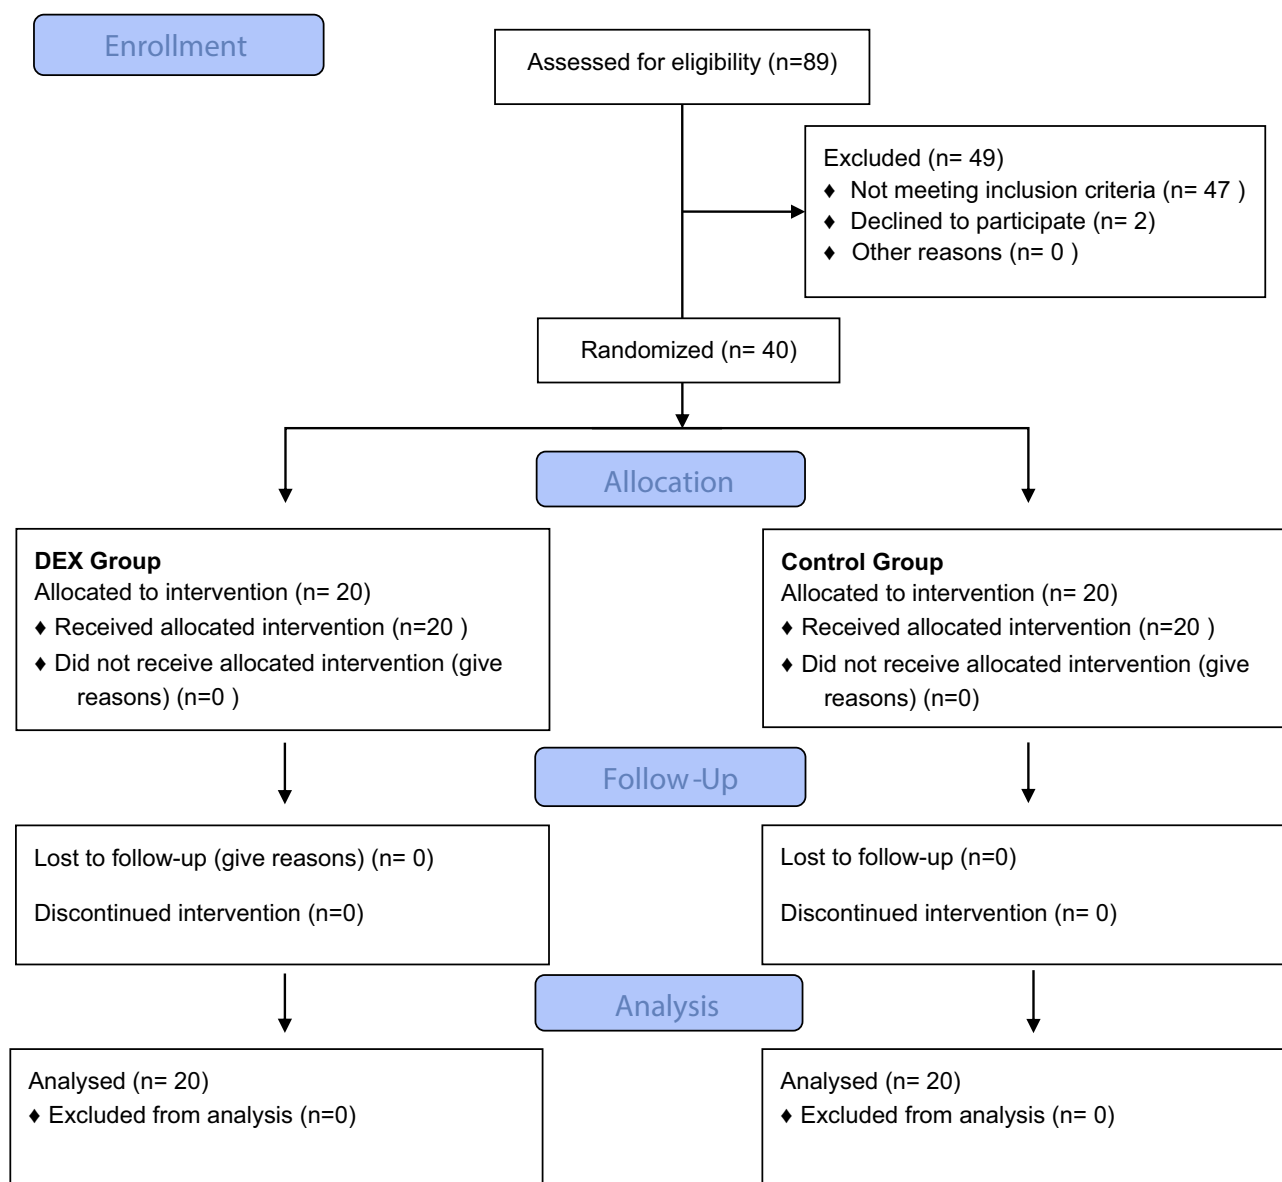 Enrollment
Assessed for eligibility (n=89)
Excluded (n= 49)
♦ Not meeting inclusion criteria (n= 47 )
♦ Declined to participate (n= 2)
♦ Other reasons (n= 0 )
Randomized (n= 40)
Allocation
DEX Group
Allocated to intervention (n= 20)
♦ Received allocated intervention (n=20 )
♦ Did not receive allocated intervention (give
reasons) (n=0 )
Control Group
Allocated to intervention (n= 20)
♦ Received allocated intervention (n=20 )
♦ Did not receive allocated intervention (give
reasons) (n=0)
Follow-Up
Lost to follow-up (give reasons) (n= 0)
Discontinued intervention (n=0)
Lost to follow-up (n=0)
Discontinued intervention (n= 0)
Analysis
Analysed (n= 20)
♦ Excluded from analysis (n=0)
Analysed (n= 20)
♦ Excluded from analysis (n= 0)